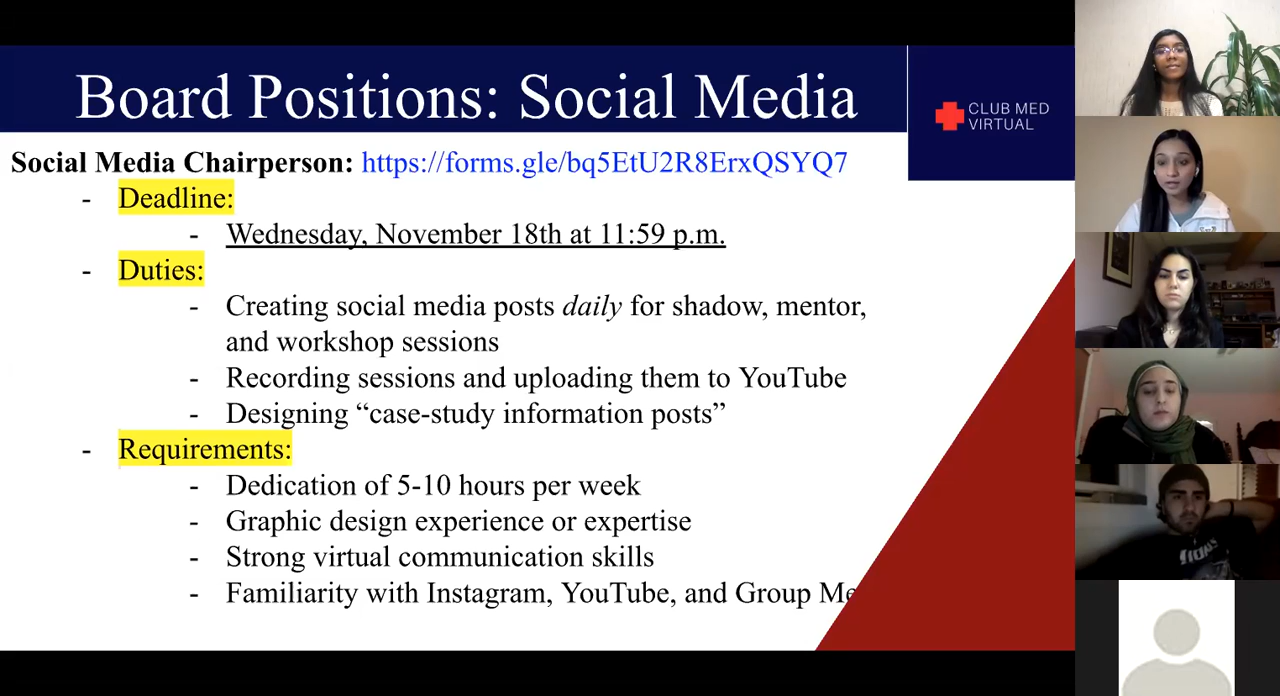 Board Positions: Social Media
CLUB MED
VIRTUAL
Social Media Chairperson: https://forms.gle/bq5EtU2R8ErxQSYQ7
- Deadline:
- Wednesday, November 18th at 11:59 p.m.
- Duties:
- Creating social media posts daily for shadow, mentor,
and workshop sessions
- Recording sessions and uploading them to YouTube
- Designing “case-study information posts”
- Requirements:
- Dedication of 5-10 hours per week
- Graphic design experience or expertise
- Strong virtual communication skills
- Familiarity with Instagram, YouTube, and Group Me
LIONS